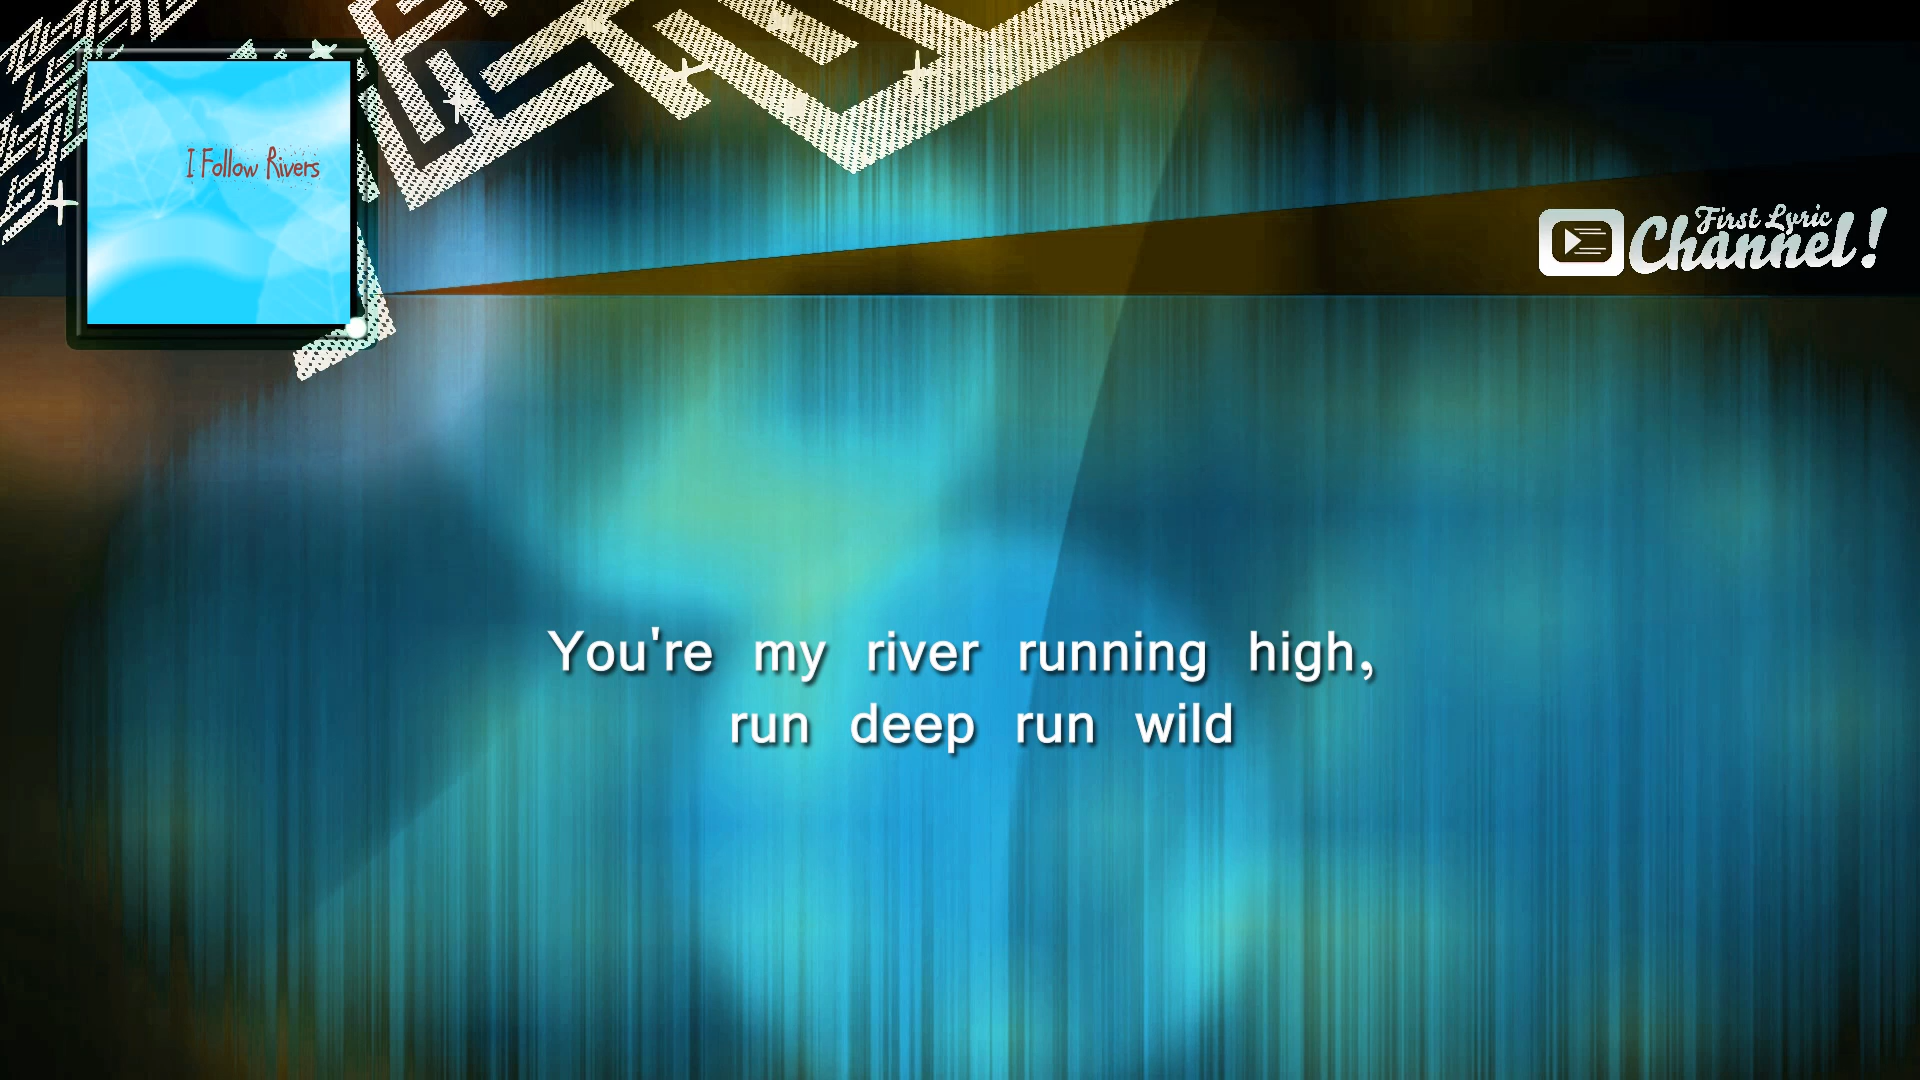 I Follow Rivers
First Lyric
Channel!
You're my river running high,
run deep run wild